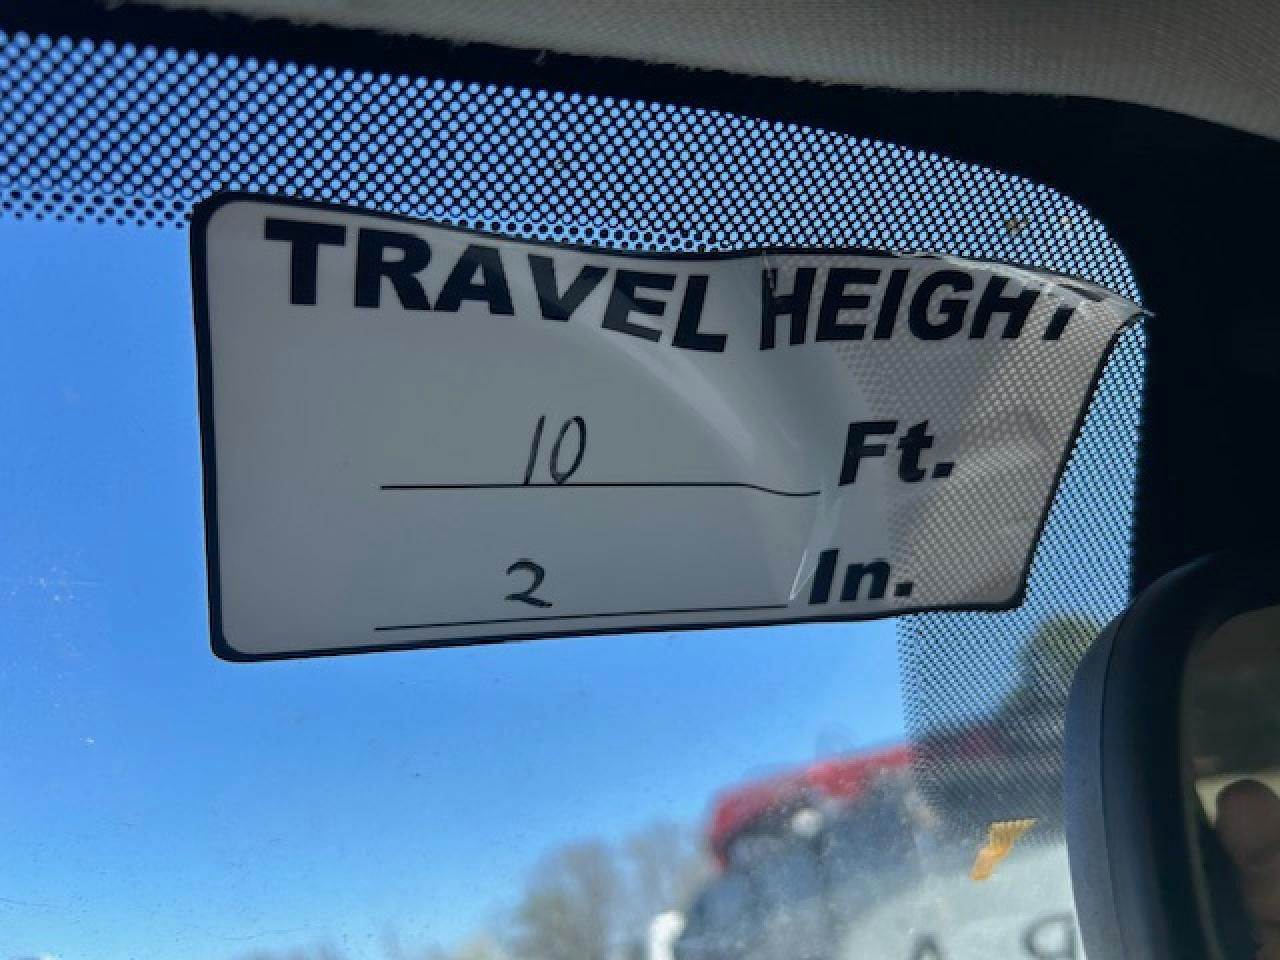 TRAVEL HEIGHT
10 Ft.
2 In.